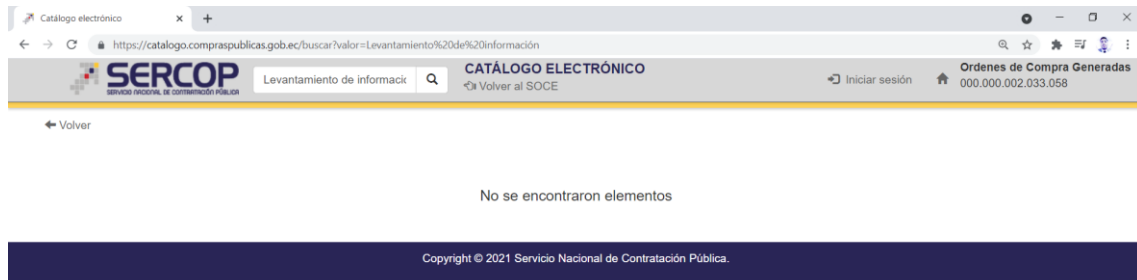 Catálogo electrónico
https://catalogo.compraspublicas.gob.ec/buscar?valor=Levantamiento%20de%20información
SERCOP
SERVICIO NACIONAL DE CONTRATACIÓN PÚBLICA
Levantamiento de informació
CATÁLOGO ELECTRÓNICO
Volver al SOCE
Iniciar sesión
Ordenes de Compra Generadas
000.000.002.033.058
Volver
No se encontraron elementos
Copyright © 2021 Servicio Nacional de Contratación Pública.